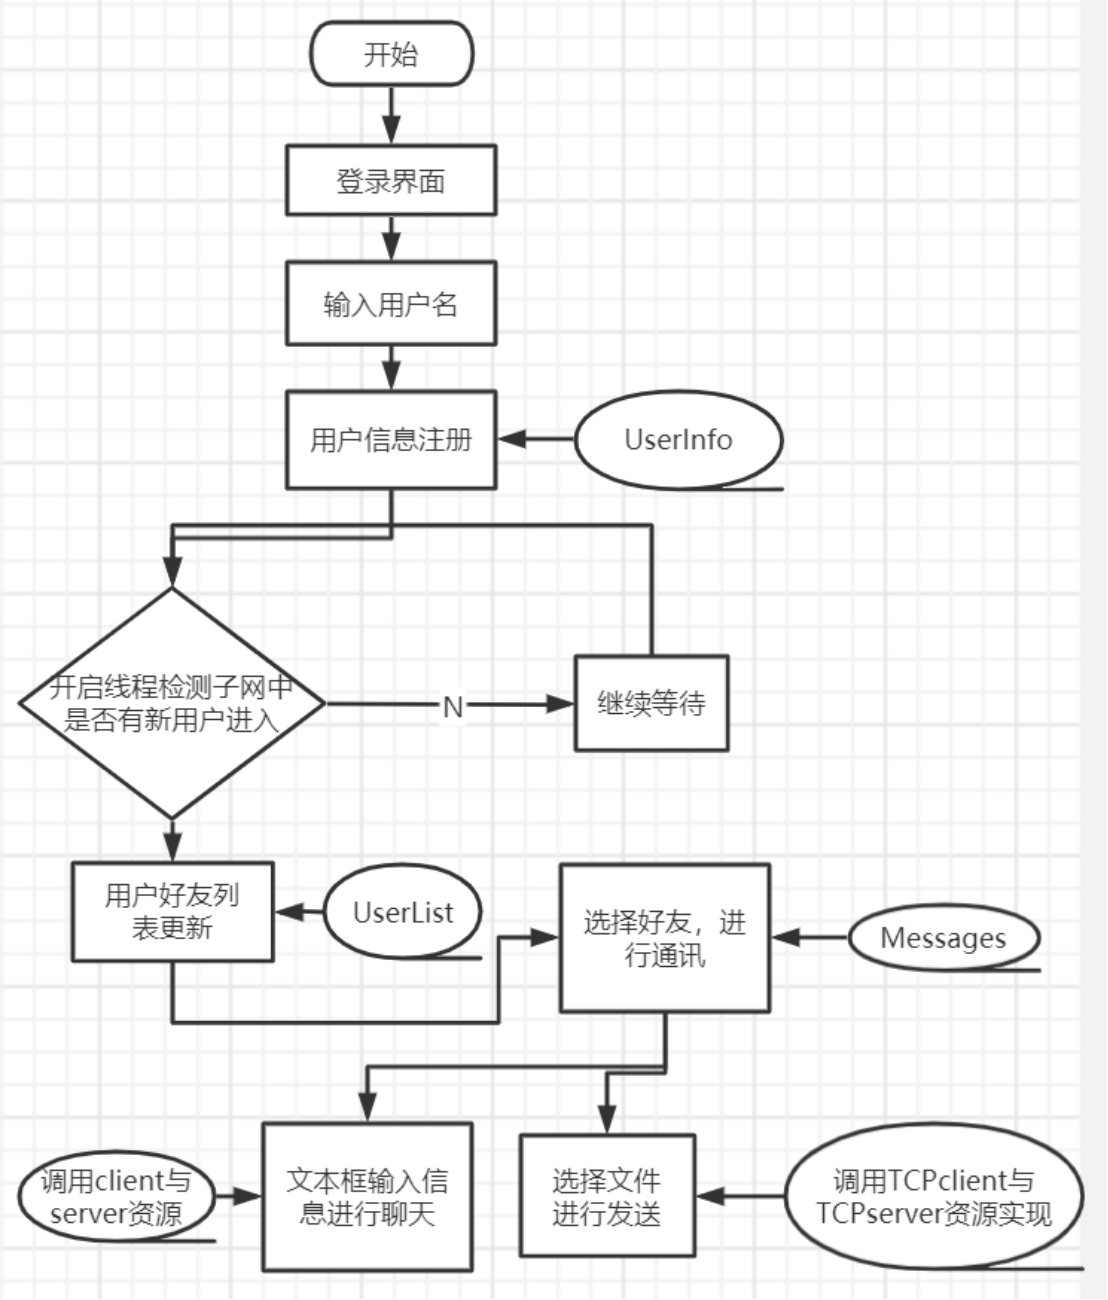 开始
登录界面
输入用户名
用户信息注册
UserInfo
开启线程检测子网中
是否有新用户进入
N
继续等待
用户好友列
表更新
UserList
选择好友，进
行通讯
Messages
调用client与
server资源
文本框输入信
息进行聊天
选择文件
进行发送
调用TCPclient与
TCPserver资源实现